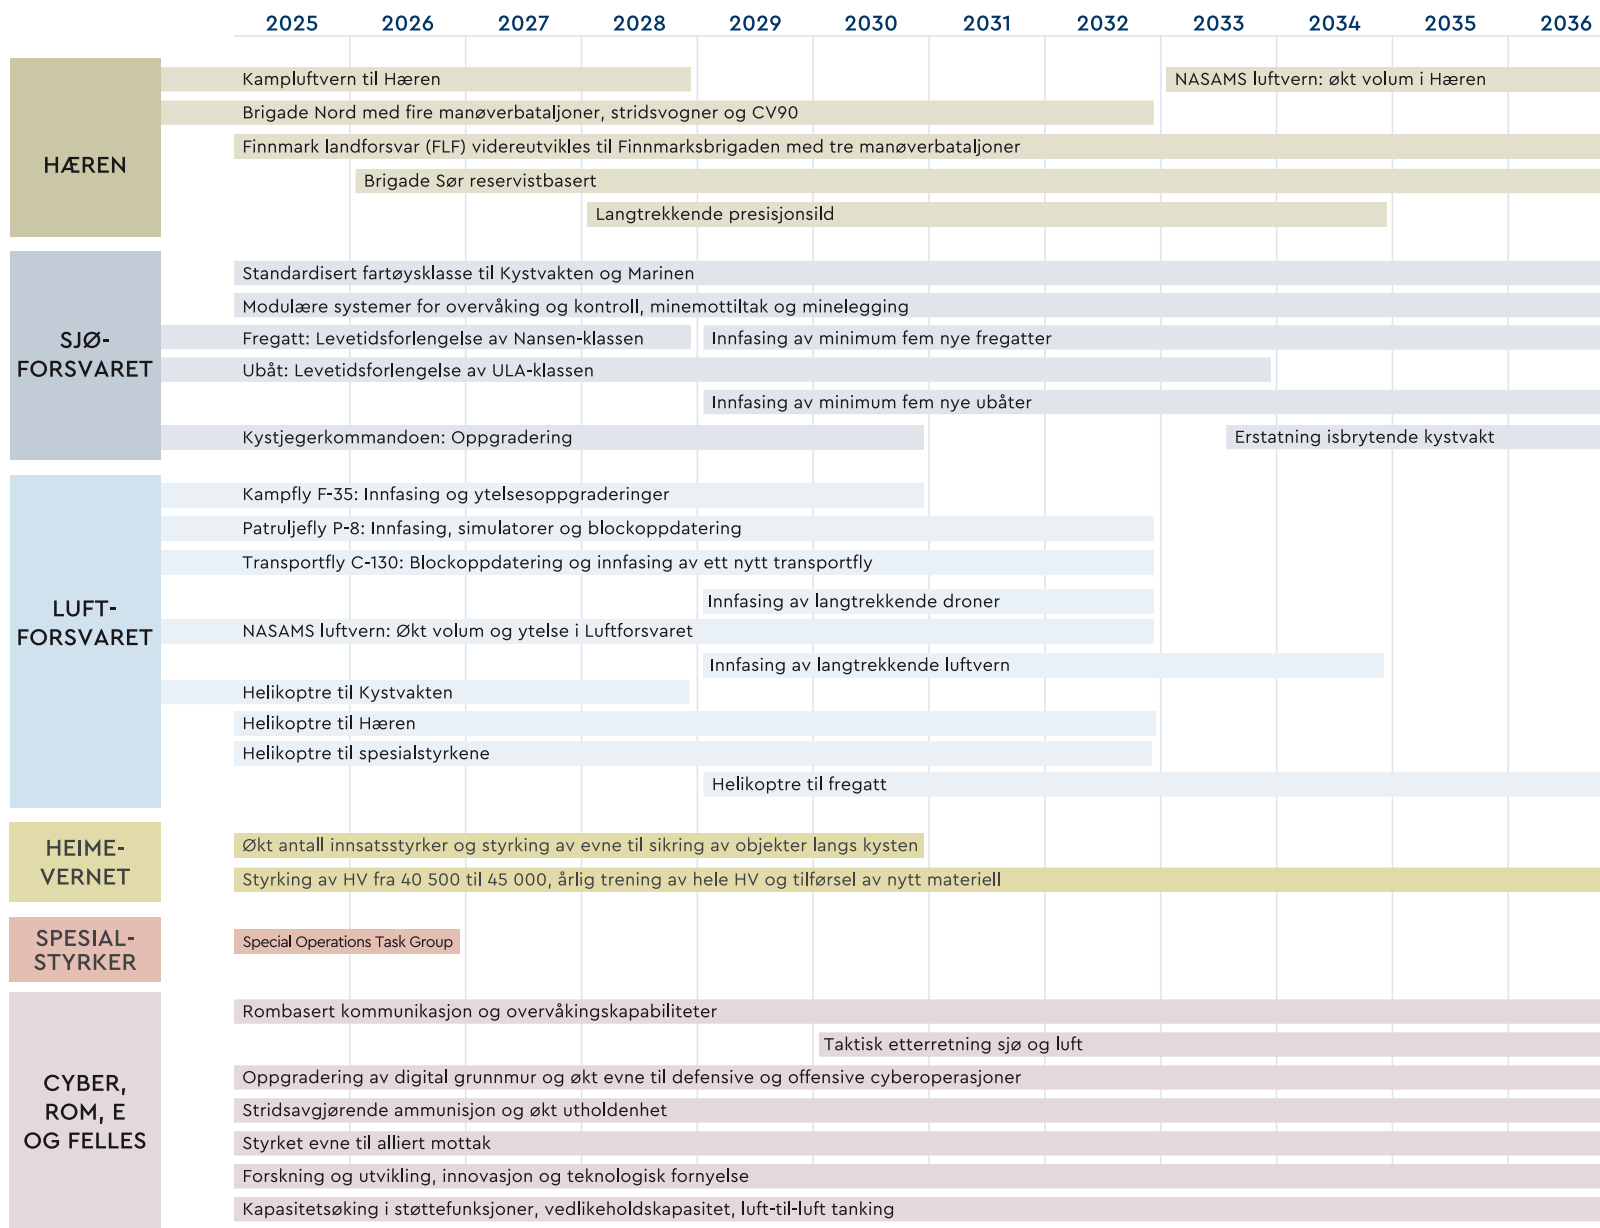 2025 2026 2027 2028 2029 2030 2031 2032 2033 2034 2035 2036
HÆREN
Kampluftvern til Hæren
NASAMS luftvern: økt volum i Hæren
Brigade Nord med fire manøverbataljoner, stridsvogner og CV90
Finnmark landforsvar (FLF) videreutvikles til Finnmarksbrigaden med tre manøverbataljoner
Brigade Sør reservistbasert
Langtrekkende presisjonsild
SJØ-
FORSVARET
Standardisert fartøysklasse til Kystvakten og Marinen
Modulære systemer for overvåking og kontroll, minemottiltak og minelegging
Fregatt: Levetidsforlengelse av Nansen-klassen
Innfasing av minimum fem nye fregatter
Ubåt: Levetidsforlengelse av ULA-klassen
Innfasing av minimum fem nye ubåter
Kystjegerkommandoen: Oppgradering
Erstatning isbrytende kystvakt
LUFT-
FORSVARET
Kampfly F-35: Innfasing og ytelsesoppgraderinger
Patruljefly P-8: Innfasing, simulatorer og blockoppdatering
Transportfly C-130: Blockoppdatering og innfasing av ett nytt transportfly
Innfasing av langtrekkende droner
NASAMS luftvern: Økt volum og ytelse i Luftforsvaret
Innfasing av langtrekkende luftvern
Helikoptre til Kystvakten
Helikoptre til Hæren
Helikoptre til spesialstyrkene
Helikoptre til fregatt
HEIME-
VERNET
Økt antall innsatsstyrker og styrking av evne til sikring av objekter langs kysten
Styrking av HV fra 40 500 til 45 000, årlig trening av hele HV og tilførsel av nytt materiell
SPESIAL-
STYRKER
Special Operations Task Group
CYBER,
ROM, E
OG FELLES
Rombasert kommunikasjon og overvåkingskapabiliteter
Taktisk etterretning sjø og luft
Oppgradering av digital grunnmur og økt evne til defensive og offensive cyberoperasjoner
Stridsavgjørende ammunisjon og økt utholdenhet
Styrket evne til alliert mottak
Forskning og utvikling, innovasjon og teknologisk fornyelse
Kapasitetsøking i støttefunksjoner, vedlikeholdskapasitet, luft-til-luft tanking